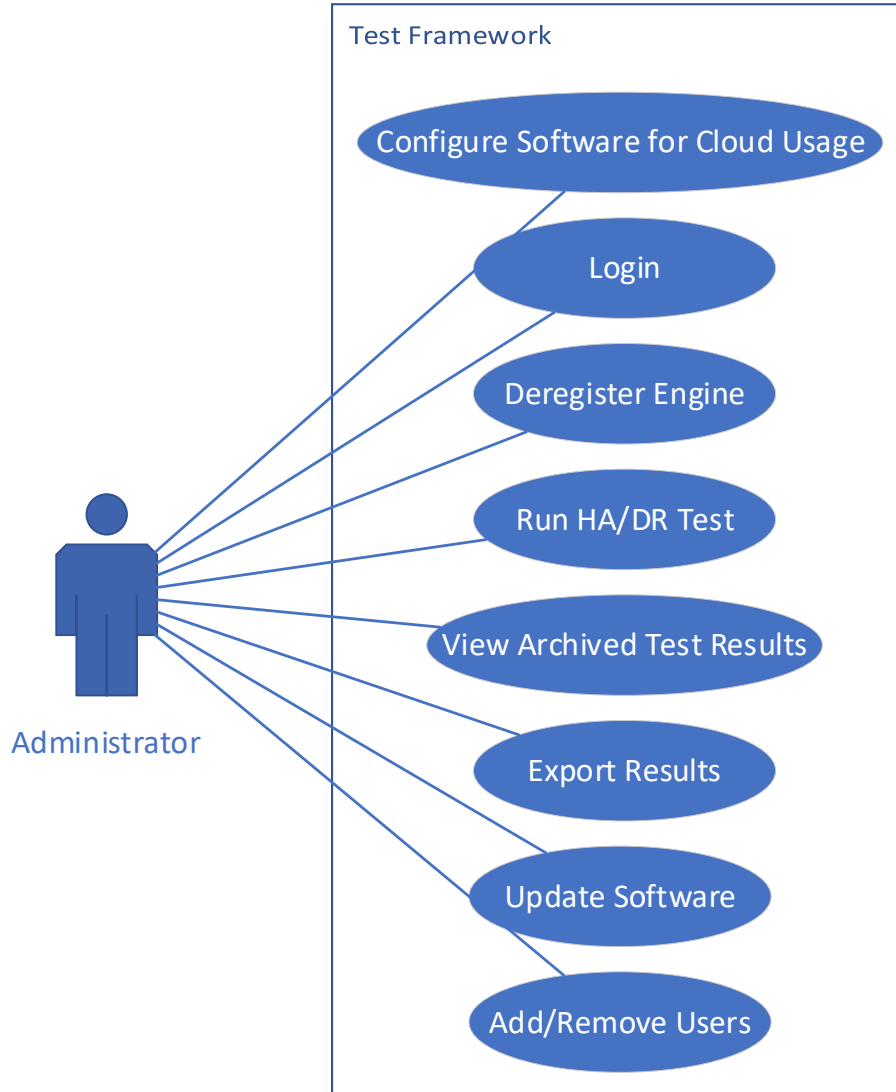 Test Framework
Configure Software for Cloud Usage
Login
Deregister Engine
Run HA/DR Test
View Archived Test Results
Administrator
Export Results
Update Software
Add/Remove Users